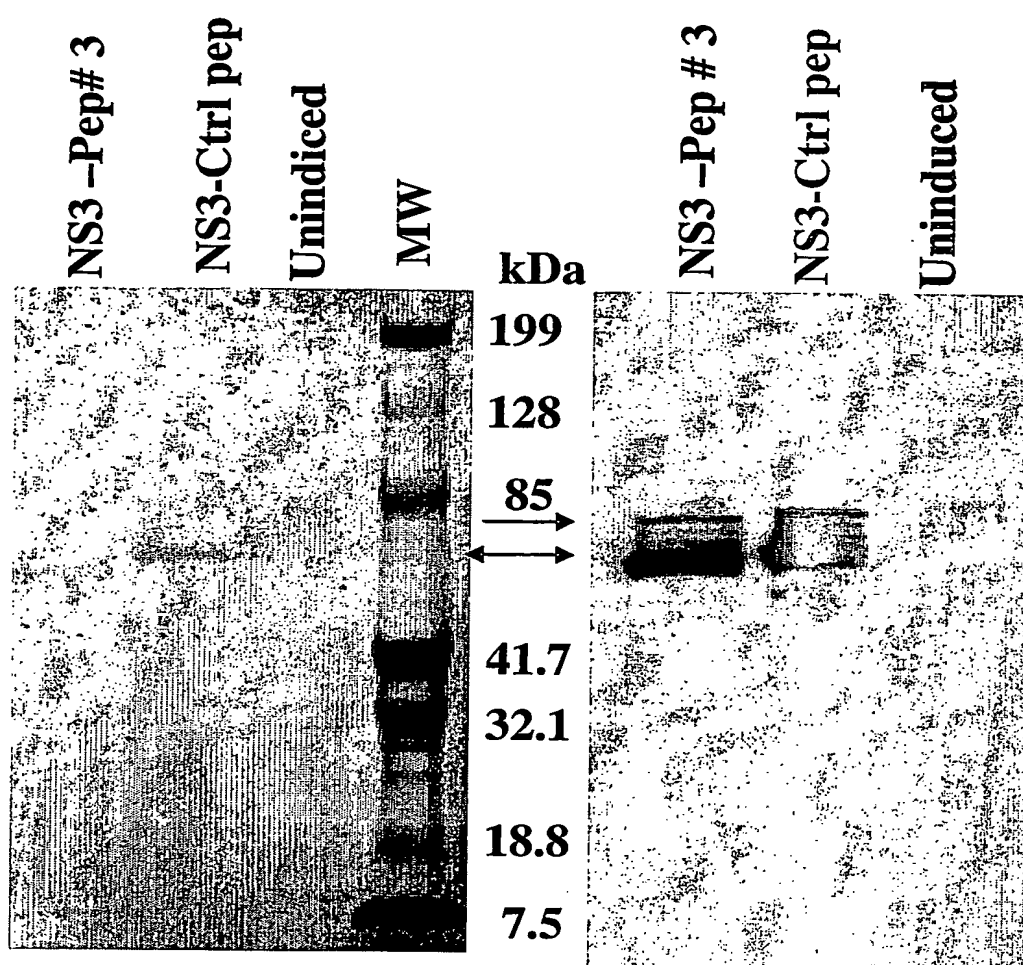 NS3 –Pep# 3
NS3-Ctrl pep
Unindiced
MW
kDa
199
128
85
41.7
32.1
18.8
7.5
NS3 –Pep # 3
NS3-Ctrl pep
Uninduced